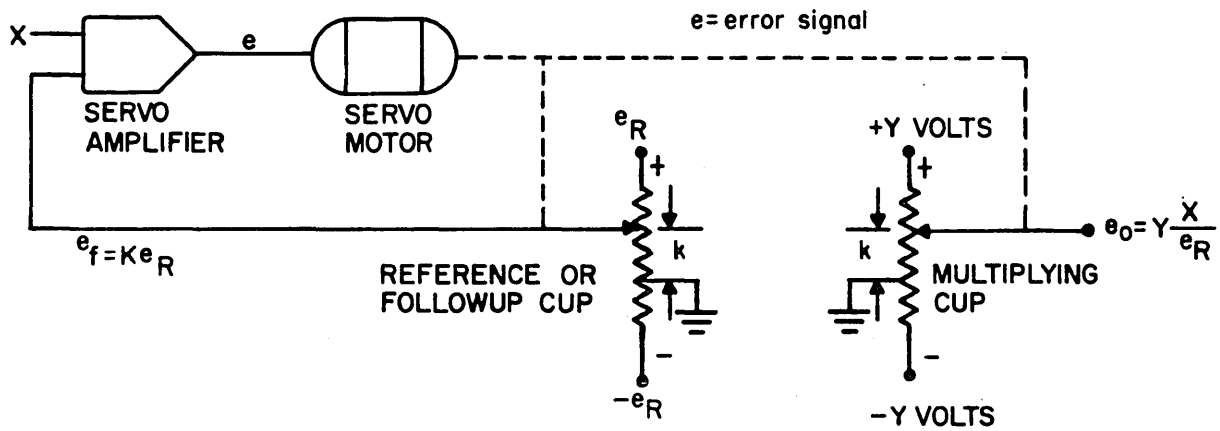 e=error signal
X
e
SERVO
AMPLIFIER
SERVO
MOTOR
e_R
+
+Y VOLTS
+
e_f=Ke_R
k
k
e_o=Y X/e_R
REFERENCE OR
FOLLOWUP CUP
MULTIPLYING
CUP
−
−
-e_R
-Y VOLTS